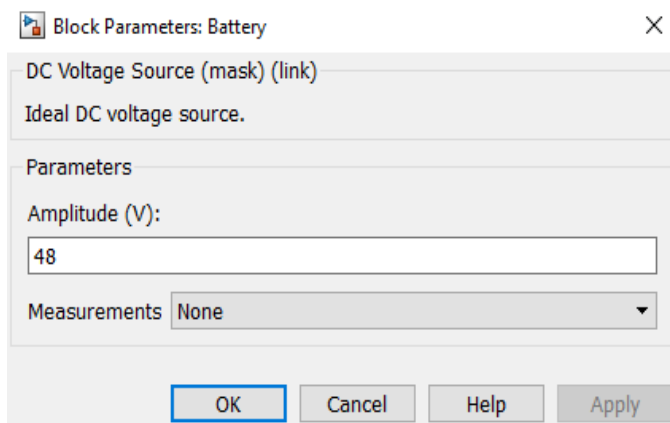 Block Parameters: Battery
DC Voltage Source (mask) (link)
Ideal DC voltage source.
Parameters
Amplitude (V):
48
Measurements None
OK Cancel Help Apply